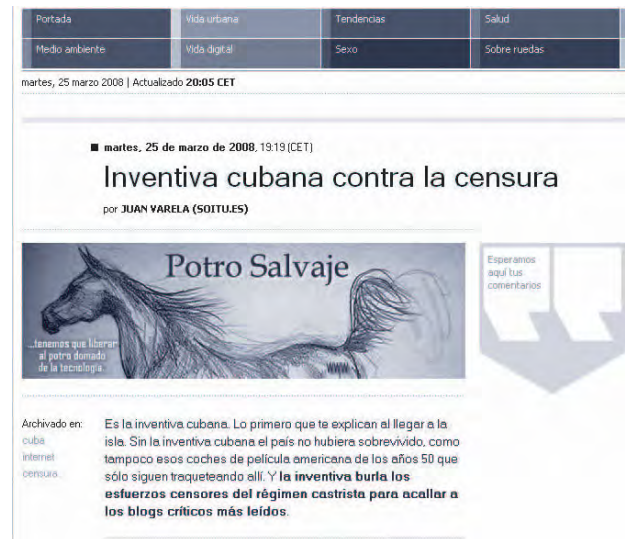 Portada
Vida urbana
Tendencias
Salud
Medio ambiente
Vida digital
Sexo
Sobre ruedas
martes, 25 marzo 2008 | Actualizado 20:05 CET
martes, 25 de marzo de 2008, 19:19 (CET)
Inventiva cubana contra la censura
por JUAN VARELA (SOITU.ES)
Potro Salvaje
...tenemos que liberar
al potro domado
de la tecnología.
WWW
Esperamos
aquí tus
comentarios
Archivado en:
cuba
internet
censura
Es la inventiva cubana. Lo primero que te explican al llegar a la
isla. Sin la inventiva cubana el país no hubiera sobrevivido, como
tampoco esos coches de película americana de los años 50 que
sólo siguen traqueteando allí. Y la inventiva burla los
esfuerzos censores del régimen castrista para acallar a
los blogs críticos más leídos.